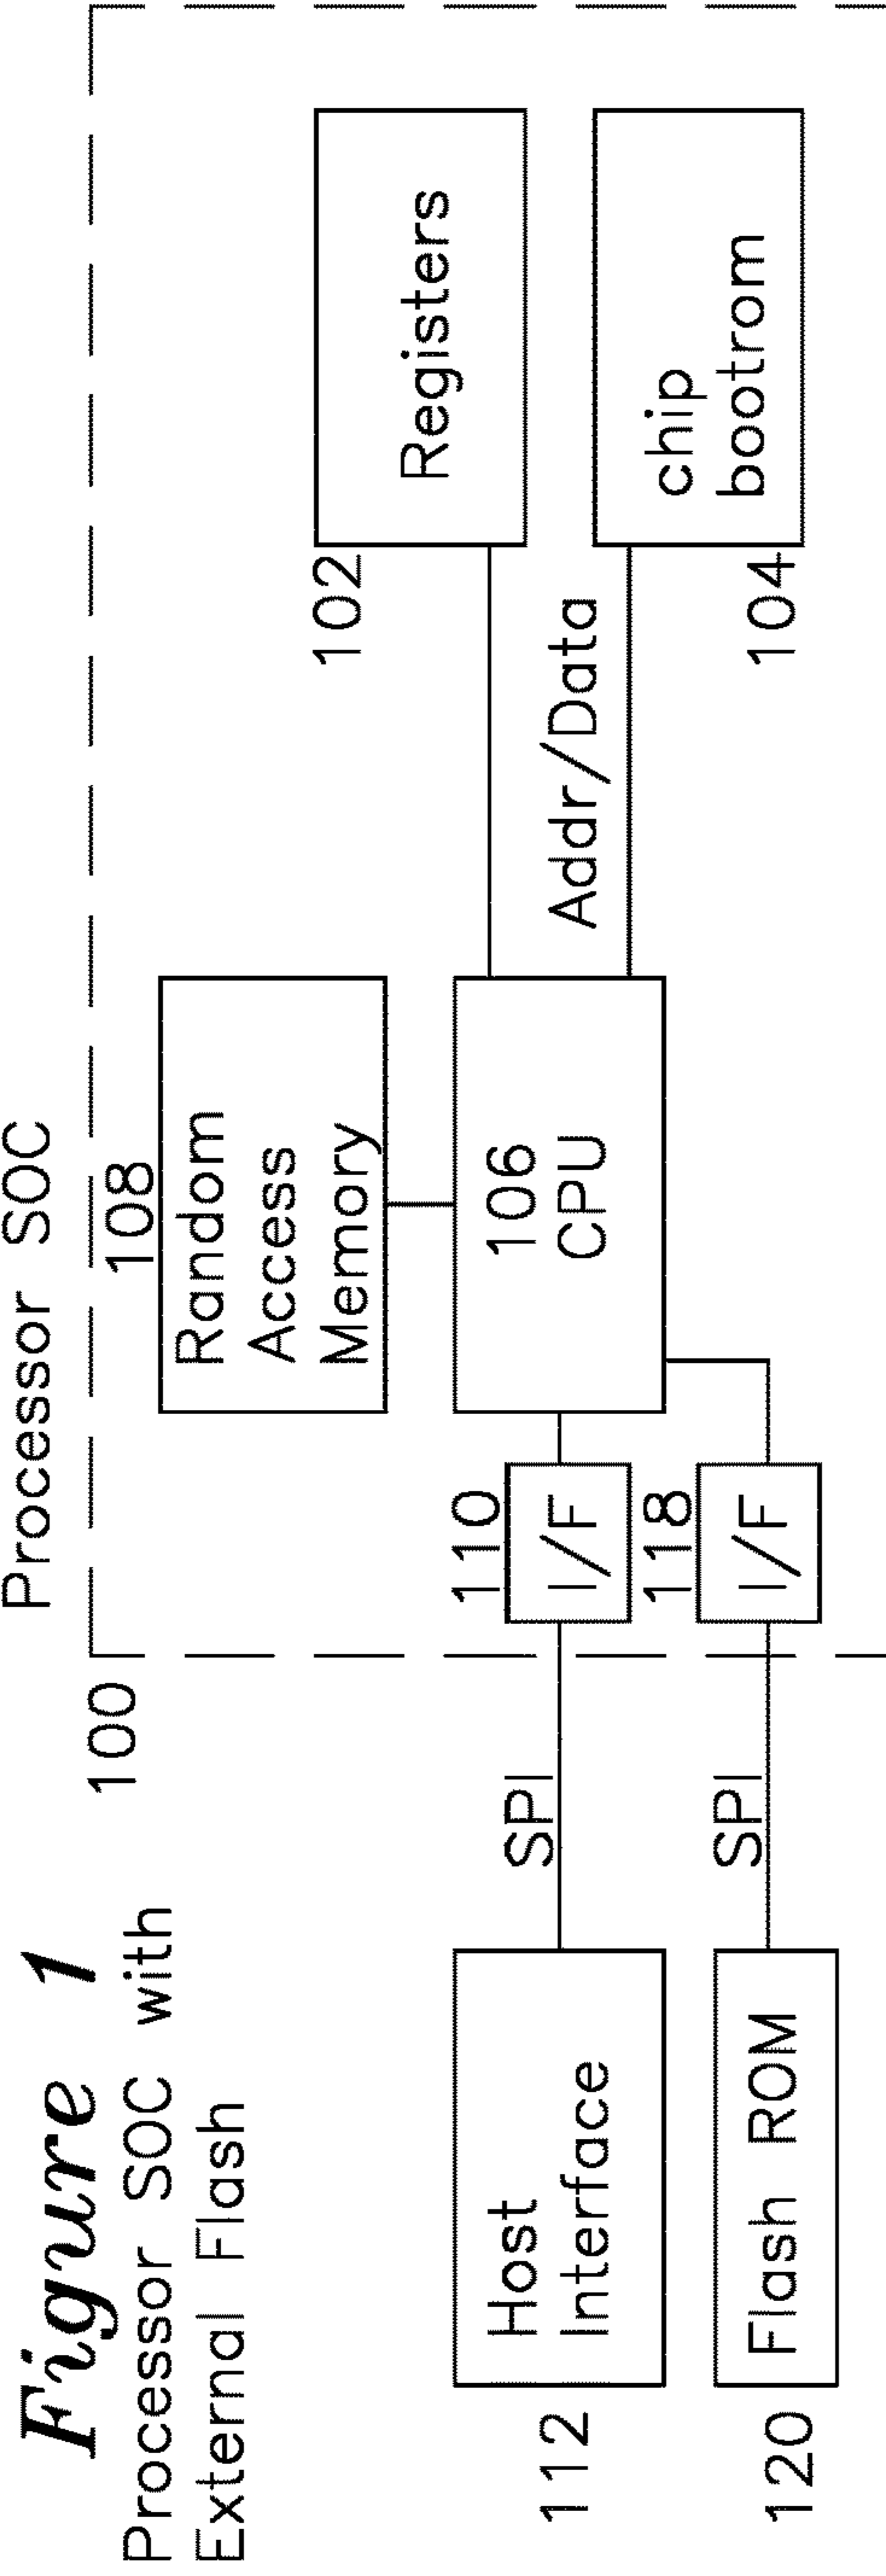 Figure 1
Processor SOC with
External Flash
Processor SOC
100
108
Random
Access
Memory
102
Registers
112
Host
Interface
SPI
110
I/F
106
CPU
Addr/Data
104
chip
bootrom
120
Flash ROM
SPI
118
I/F